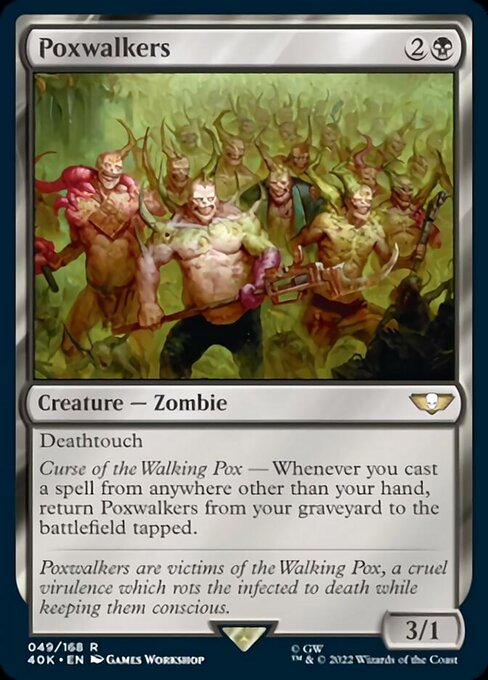 Poxwalkers 2
Creature — Zombie
Deathtouch
Curse of the Walking Pox — Whenever you cast
a spell from anywhere other than your hand,
return Poxwalkers from your graveyard to the
battlefield tapped.
Poxwalkers are victims of the Walking Pox, a cruel
virulence which rots the infected to death while
keeping them conscious.
3/1
049/168 R
40K • EN Games Workshop
© GW
™ & © 2022 Wizards of the Coast